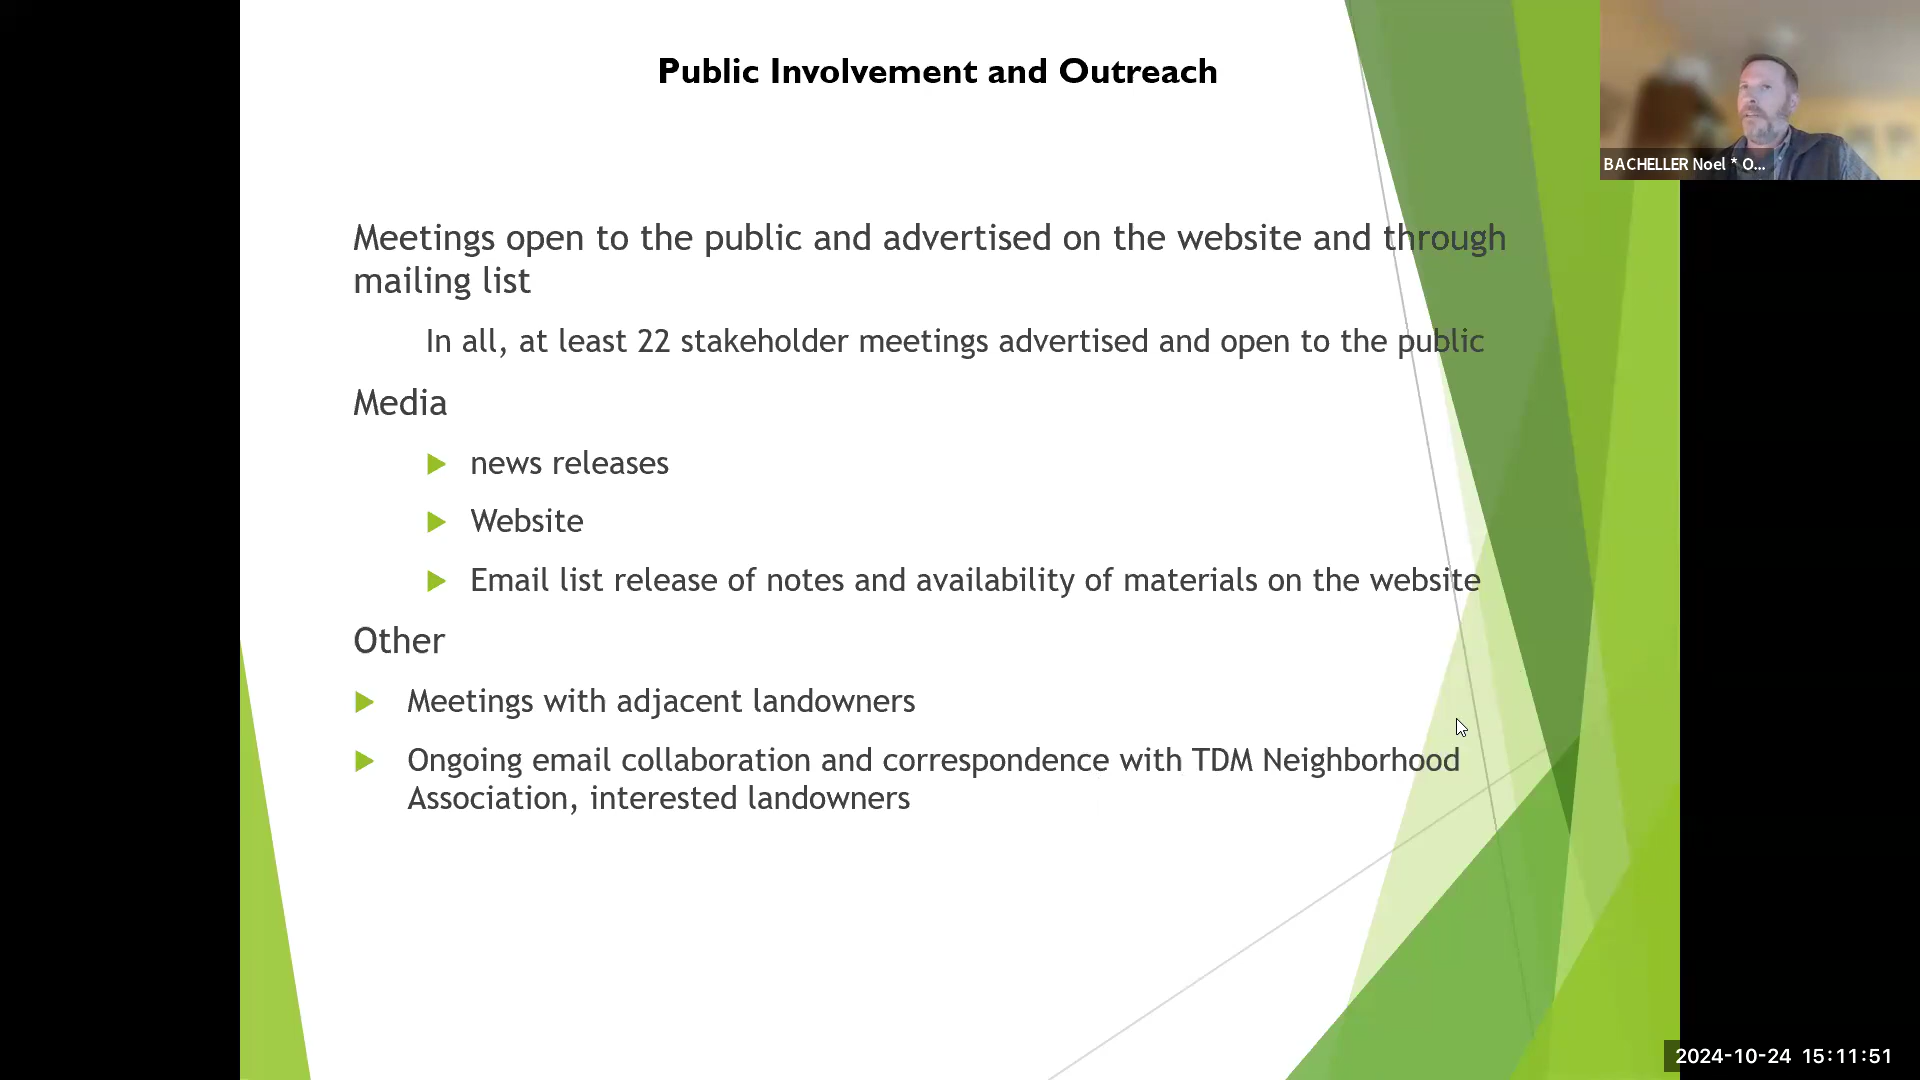 Public Involvement and Outreach
BACHELLER Noel * O...
Meetings open to the public and advertised on the website and through
mailing list
In all, at least 22 stakeholder meetings advertised and open to the public
Media
news releases
Website
Email list release of notes and availability of materials on the website
Other
Meetings with adjacent landowners
Ongoing email collaboration and correspondence with TDM Neighborhood
Association, interested landowners
2024-10-24 15:11:51